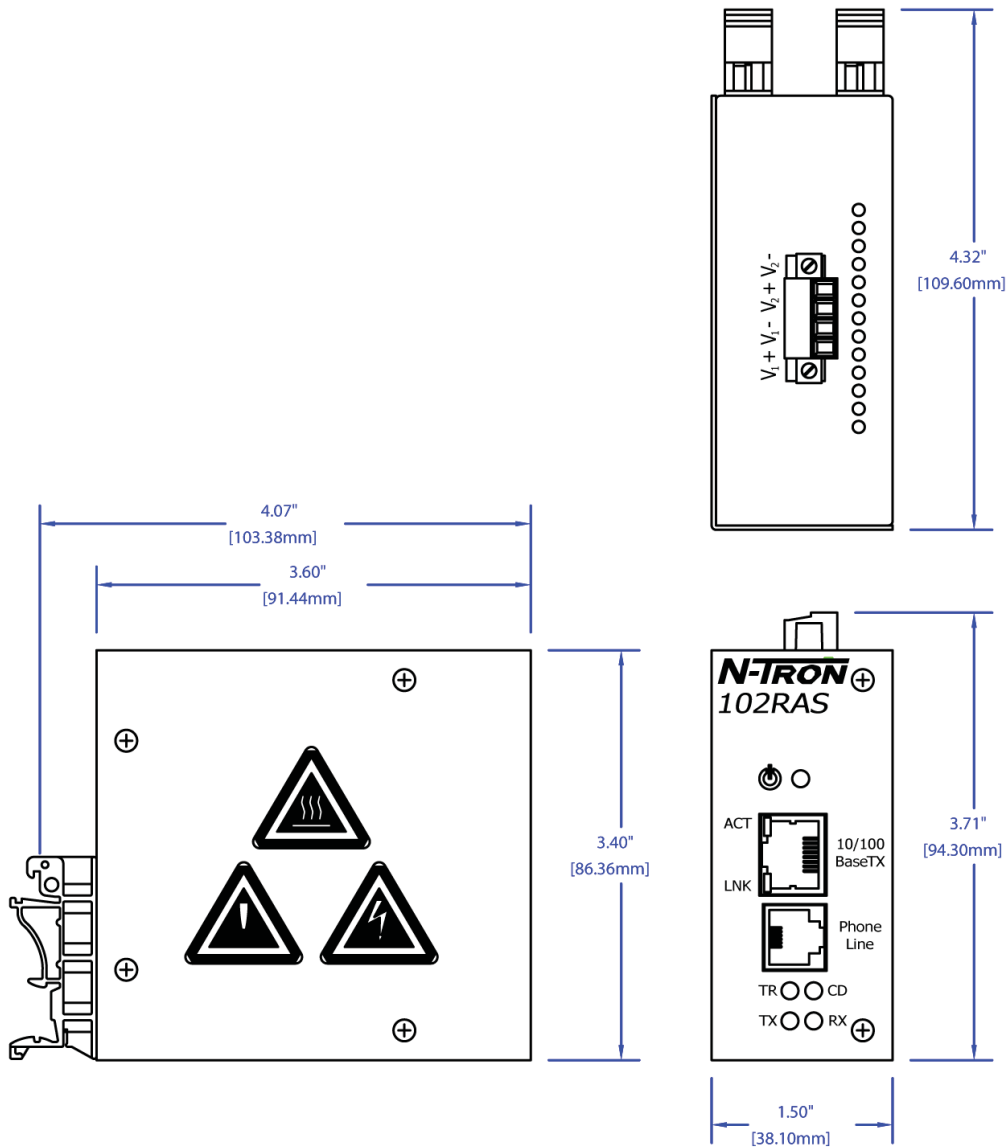 4.32"
[109.60mm]
V1 + V1 - V2 + V2 -
4.07"
[103.38mm]
3.60"
[91.44mm]
3.40"
[86.36mm]
N-TRON
102RAS
ACT
10/100
BaseTX
LNK
Phone
Line
TR CD
TX RX
3.71"
[94.30mm]
1.50"
[38.10mm]